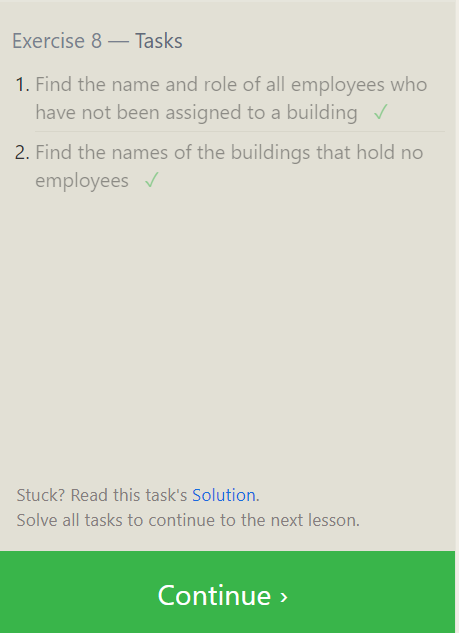 Exercise 8 — Tasks
1. Find the name and role of all employees who
have not been assigned to a building ✓
2. Find the names of the buildings that hold no
employees ✓
Stuck? Read this task's Solution.
Solve all tasks to continue to the next lesson.
Continue ›